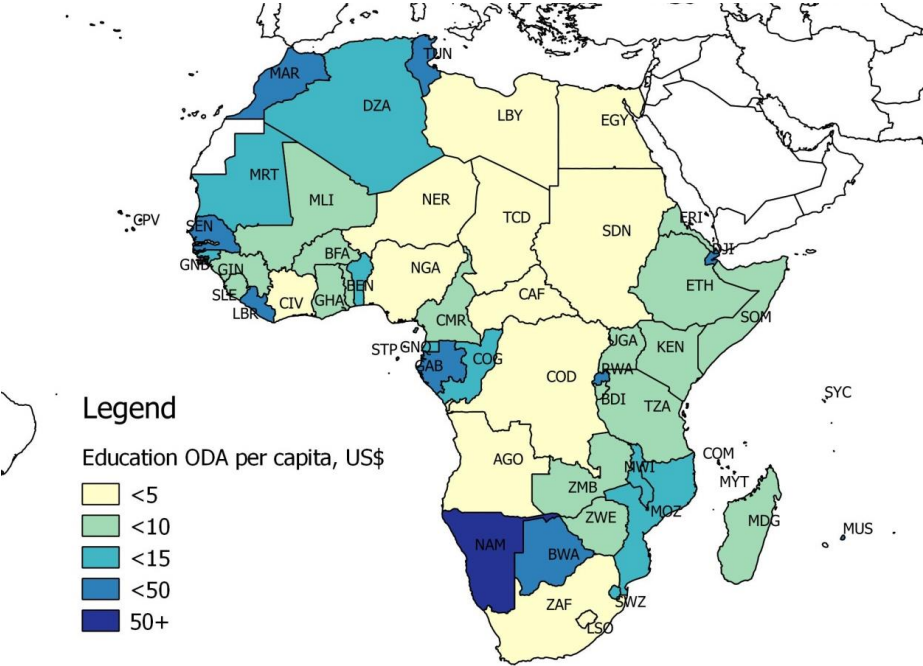 TUN
MAR
DZA
LBY
EGY
MRT
MLI
NER
TCD
SDN
ERI
CPV
SEN
DJI
BFA
NGA
GNB
GIN
BEN
ETH
SLE
CIV
GHA
CAF
LBR
CMR
SOM
STP
GNQ
UGA
KEN
GAB
COG
RWA
COD
BDI
TZA
SYC
Legend
Education ODA per capita, US$
<5
<10
<15
<50
50+
AGO
MWI
COM
MYT
ZMB
MOZ
ZWE
MDG
MUS
NAM
BWA
ZAF
SWZ
LSO